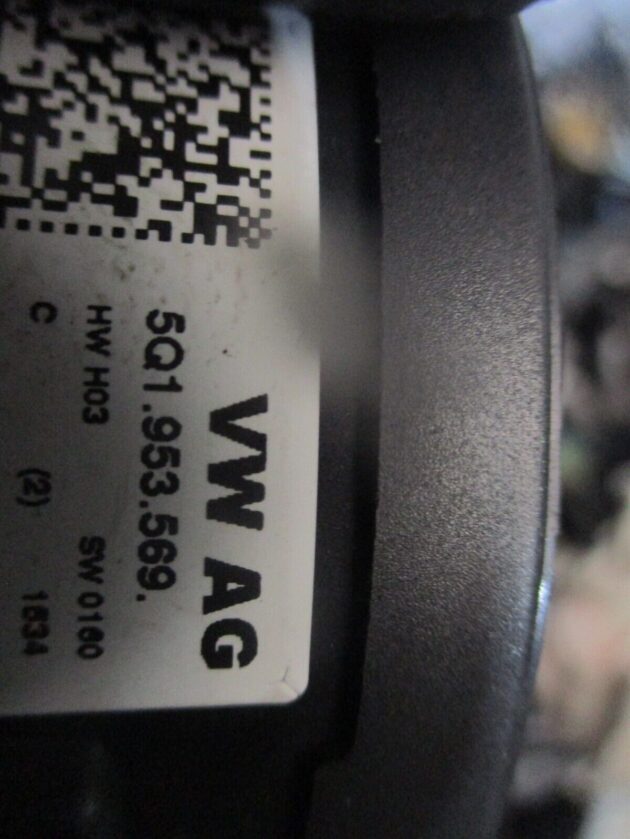 VW AG
5Q1.953.569.
HW H03 SW 0160
C (2) 1634